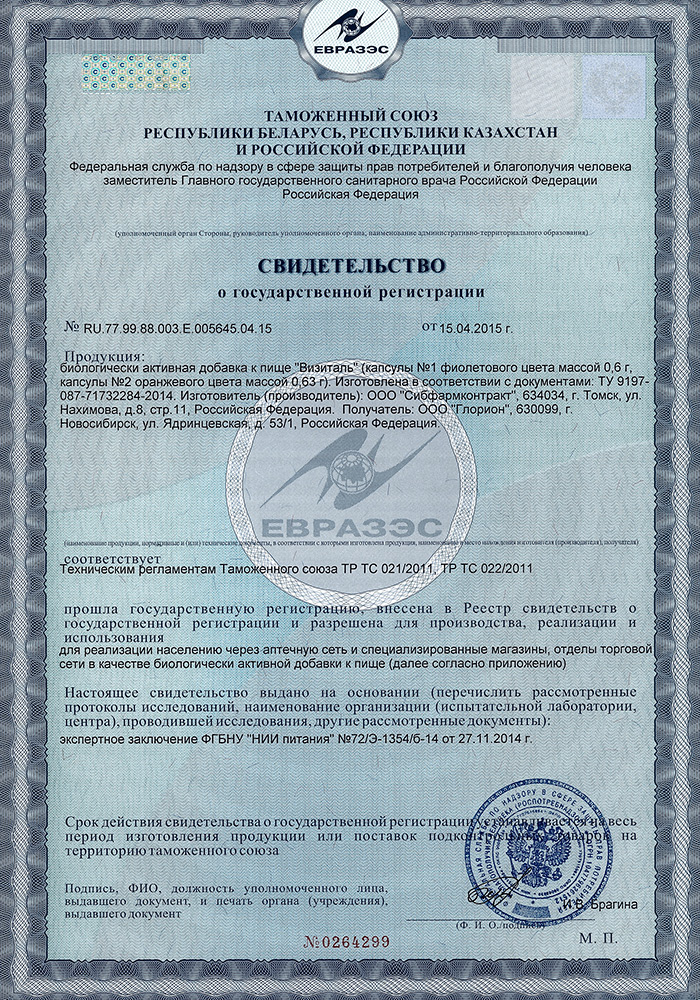 ЕВРАЗЭС
ТАМОЖЕННЫЙ СОЮЗ
РЕСПУБЛИКИ БЕЛАРУСЬ, РЕСПУБЛИКИ КАЗАХСТАН
И РОССИЙСКОЙ ФЕДЕРАЦИИ
Федеральная служба по надзору в сфере защиты прав потребителей и благополучия человека
заместитель Главного государственного санитарного врача Российской Федерации
Российская Федерация
(уполномоченный орган Стороны, руководитель уполномоченного органа, наименование административно-территориального образования)
СВИДЕТЕЛЬСТВО
о государственной регистрации
№ RU.77.99.88.003.Е.005645.04.15 от 15.04.2015 г.
Продукция:
биологически активная добавка к пище "Визиталь" (капсулы №1 фиолетового цвета массой 0,6 г,
капсулы №2 оранжевого цвета массой 0,63 г). Изготовлена в соответствии с документами: ТУ 9197-
087-71732284-2014. Изготовитель (производитель): ООО "Сибфармконтракт", 634034, г. Томск, ул.
Нахимова, д.8, стр.11, Российская Федерация. Получатель: ООО "Глорион", 630099, г.
Новосибирск, ул. Ядринцевская, д. 53/1, Российская Федерация.
ЕВРАЗЭС
(наименование продукции, нормативные и (или) технические документы, в соответствии с которыми изготовлена продукция, наименование и место нахождения изготовителя (производителя), получателя)
соответствует
Техническим регламентам Таможенного союза ТР ТС 021/2011, ТР ТС 022/2011
прошла государственную регистрацию, внесена в Реестр свидетельств о
государственной регистрации и разрешена для производства, реализации и
использования
для реализации населению через аптечную сеть и специализированные магазины, отделы торговой
сети в качестве биологически активной добавки к пище (далее согласно приложению)
Настоящее свидетельство выдано на основании (перечислить рассмотренные
протоколы исследований, наименование организации (испытательной лаборатории,
центра), проводившей исследования, другие рассмотренные документы):
экспертное заключение ФГБНУ "НИИ питания" №72/Э-1354/б-14 от 27.11.2014 г.
Срок действия свидетельства о государственной регистрации устанавливается на весь
период изготовления продукции или поставок подконтрольных товаров на
территорию таможенного союза
Подпись, ФИО, должность уполномоченного лица,
выдавшего документ, и печать органа (учреждения),
выдавшего документ
И.В. Брагина
(Ф. И. О./подпись)
№0264299
М. П.